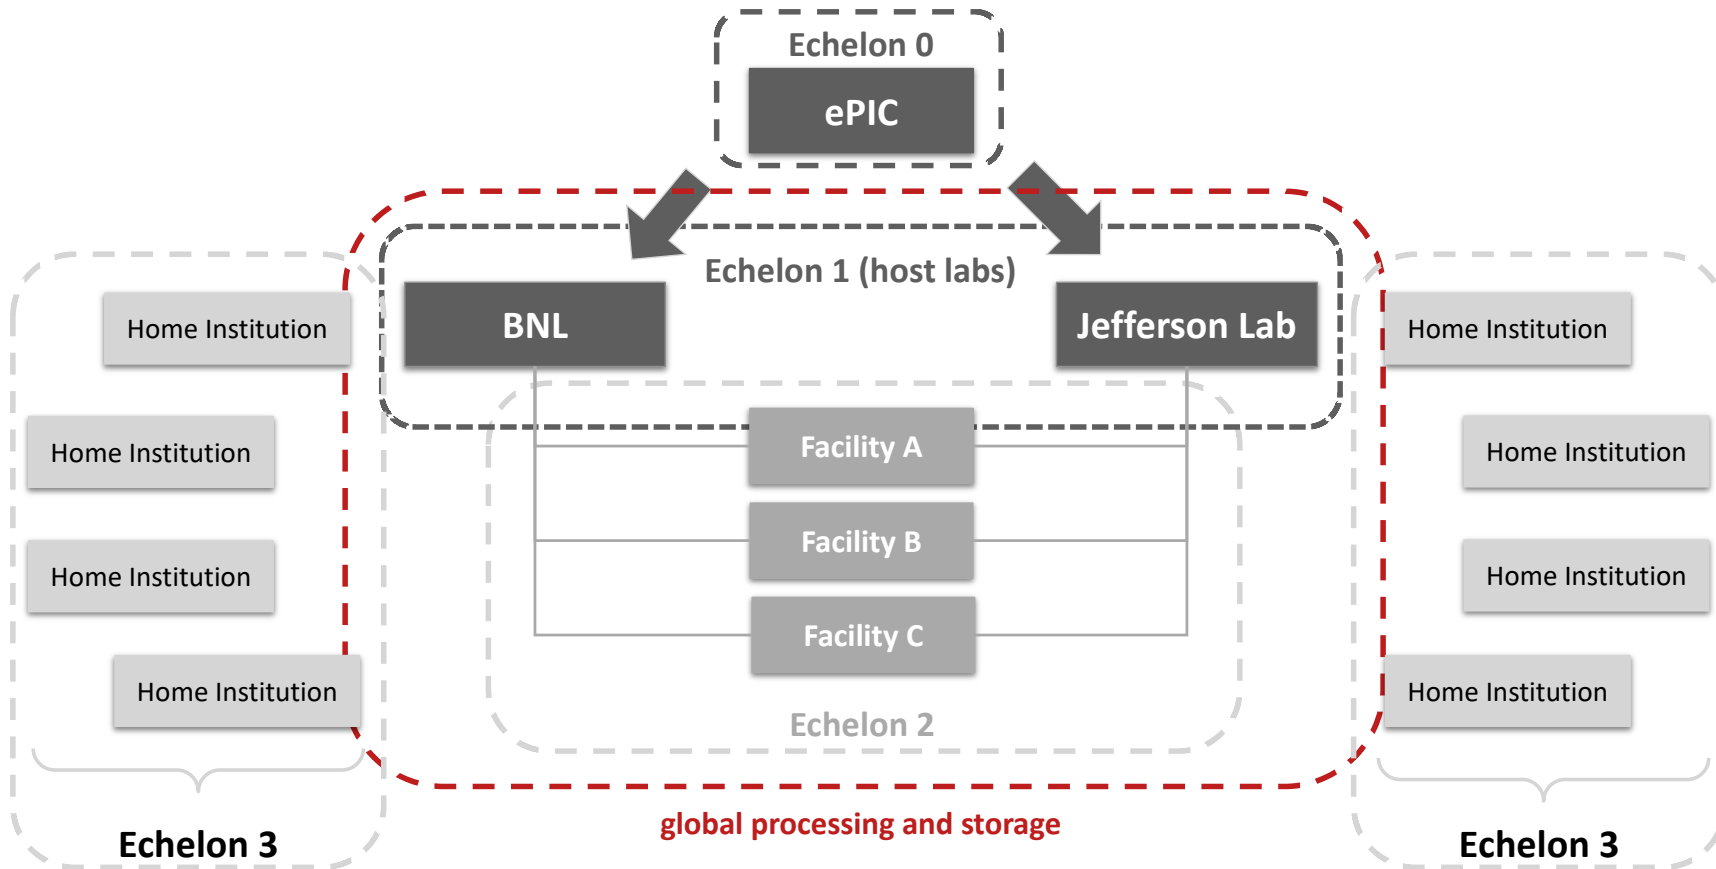 Echelon 0
ePIC
Echelon 1 (host labs)
BNL
Jefferson Lab
Home Institution
Home Institution
Home Institution
Home Institution
Facility A
Facility B
Facility C
Echelon 2
Home Institution
Home Institution
Home Institution
Home Institution
global processing and storage
Echelon 3
Echelon 3